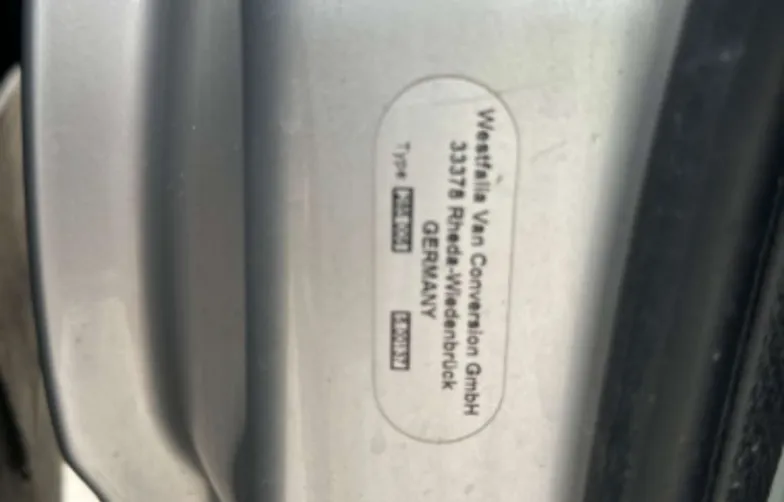 Westfalia Van Conversion GmbH
33378 Rheda-Wiedenbrück
GERMANY
Type